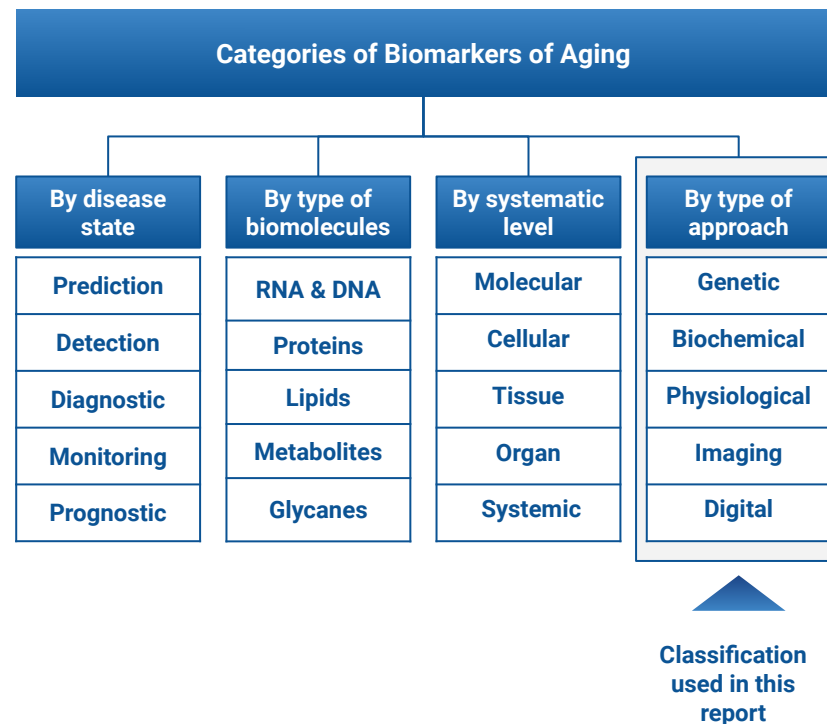 Categories of Biomarkers of Aging
By disease
state
Prediction
Detection
Diagnostic
Monitoring
Prognostic
By type of
biomolecules
RNA & DNA
Proteins
Lipids
Metabolites
Glycanes
By systematic
level
Molecular
Cellular
Tissue
Organ
Systemic
By type of
approach
Genetic
Biochemical
Physiological
Imaging
Digital
Classification
used in this
report